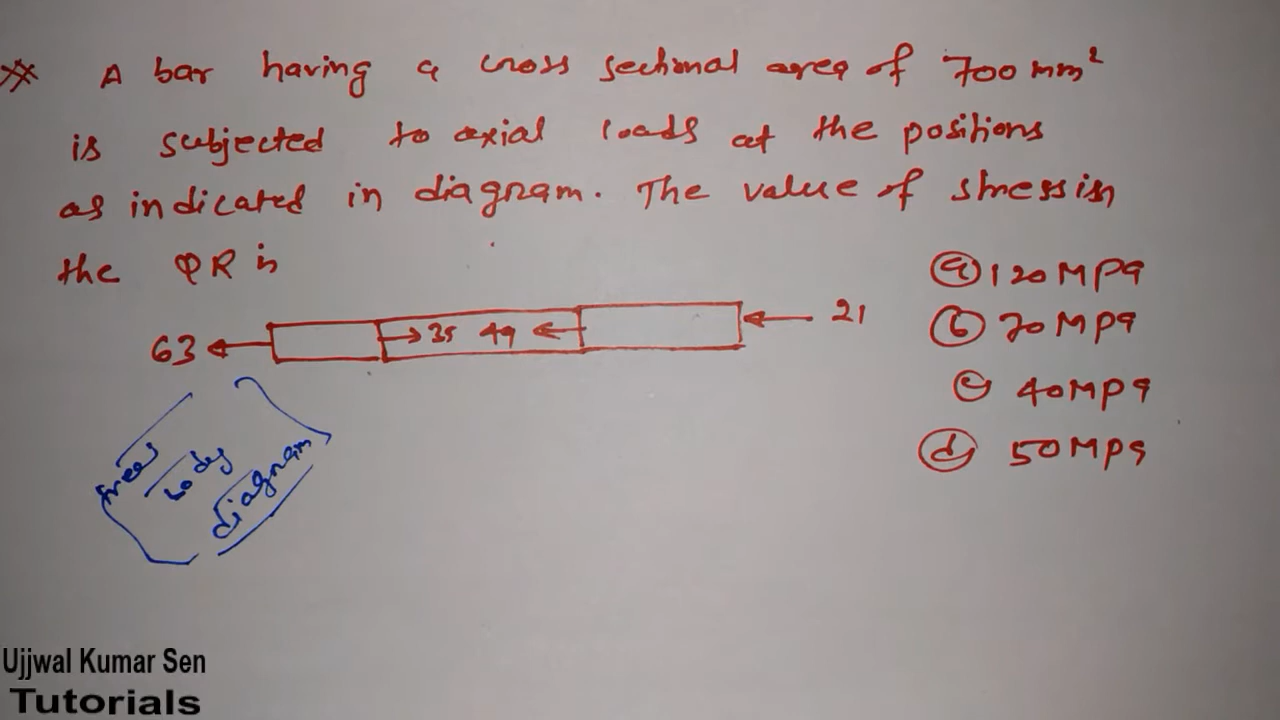 A bar having a cross sectional area of 700 mm²
is subjected to axial loads at the positions
as indicated in diagram. The value of stress in
the QR is
ⓐ 120 MPa
63 35 49 21
ⓑ 70 MPa
ⓒ 40 MPa
ⓓ 50 MPa
free
body
diagram
Ujjwal Kumar Sen
Tutorials